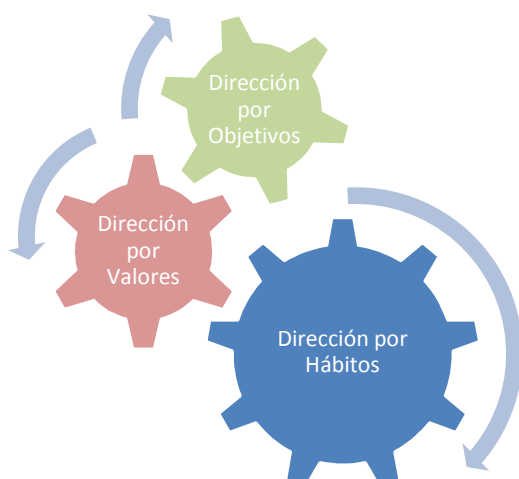 Dirección
por
Objetivos
Dirección
por
Valores
Dirección por
Hábitos